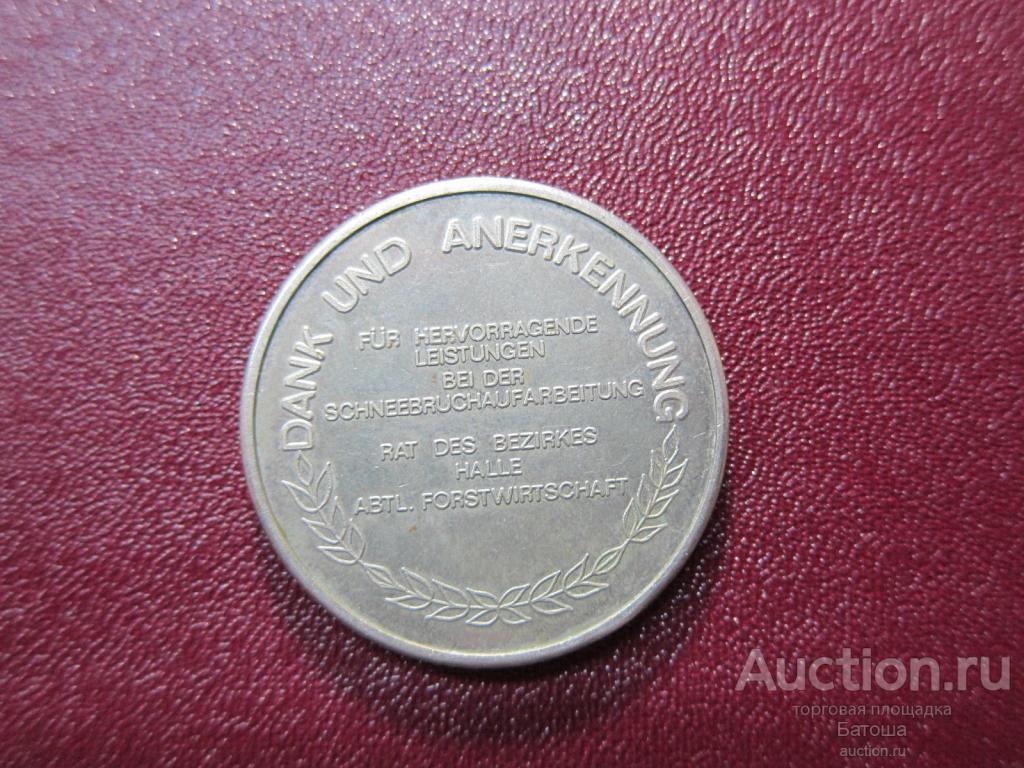 DANK UND ANERKENNUNG
FÜR HERVORRAGENDE
LEISTUNGEN
BEI DER
SCHNEEBRUCHAUFARBEITUNG
RAT DES BEZIRKES
HALLE
ABTL. FORSTWIRTSCHAFT
Auction.ru
торговая площадка
Батоша
auction.ru